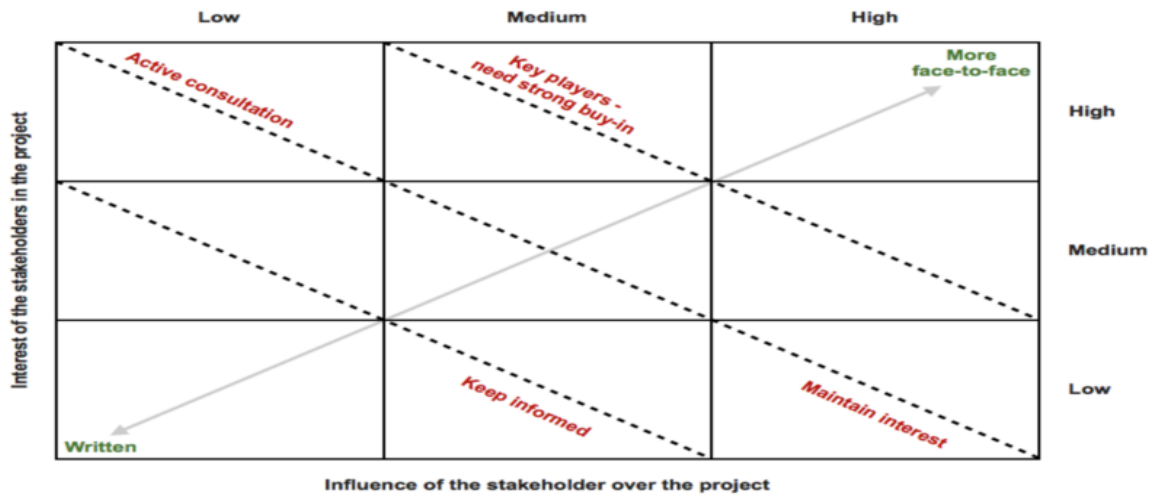 Low
Medium
High
Active consultation
Key players -
need strong buy-in
More
face-to-face
High
Interest of the stakeholders in the project
Medium
Keep informed
Maintain interest
Low
Written
Influence of the stakeholder over the project